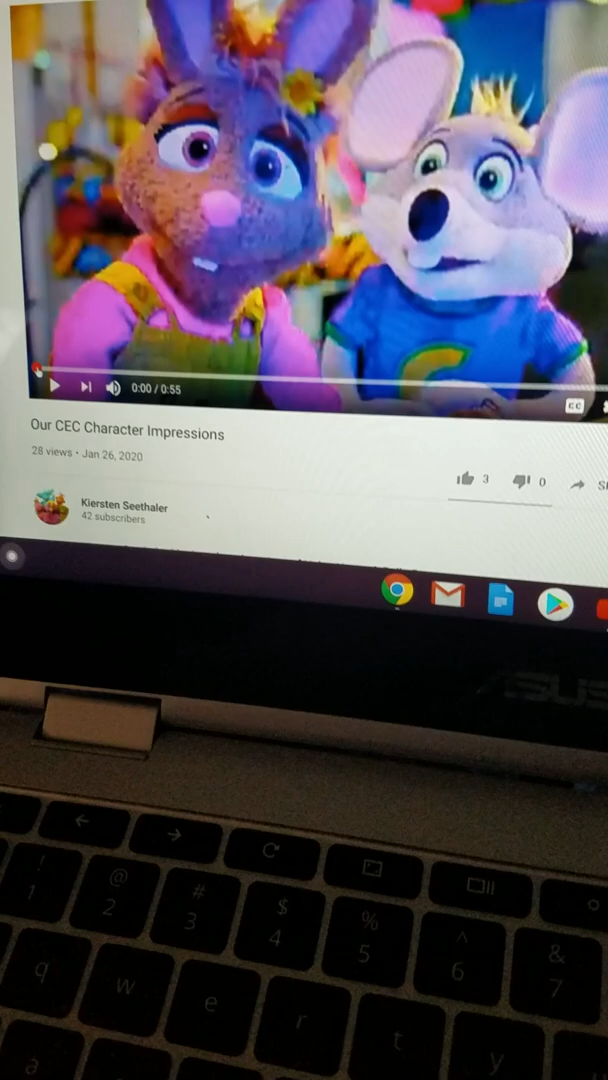 0:00 / 0:55
CC
Our CEC Character Impressions
28 views • Jan 26, 2020
3
0
Kiersten Seethaler
42 subscribers
ASUS
← →
! @ # $ % ^ &
1 2 3 4 5 6 7
q w e r t y
a